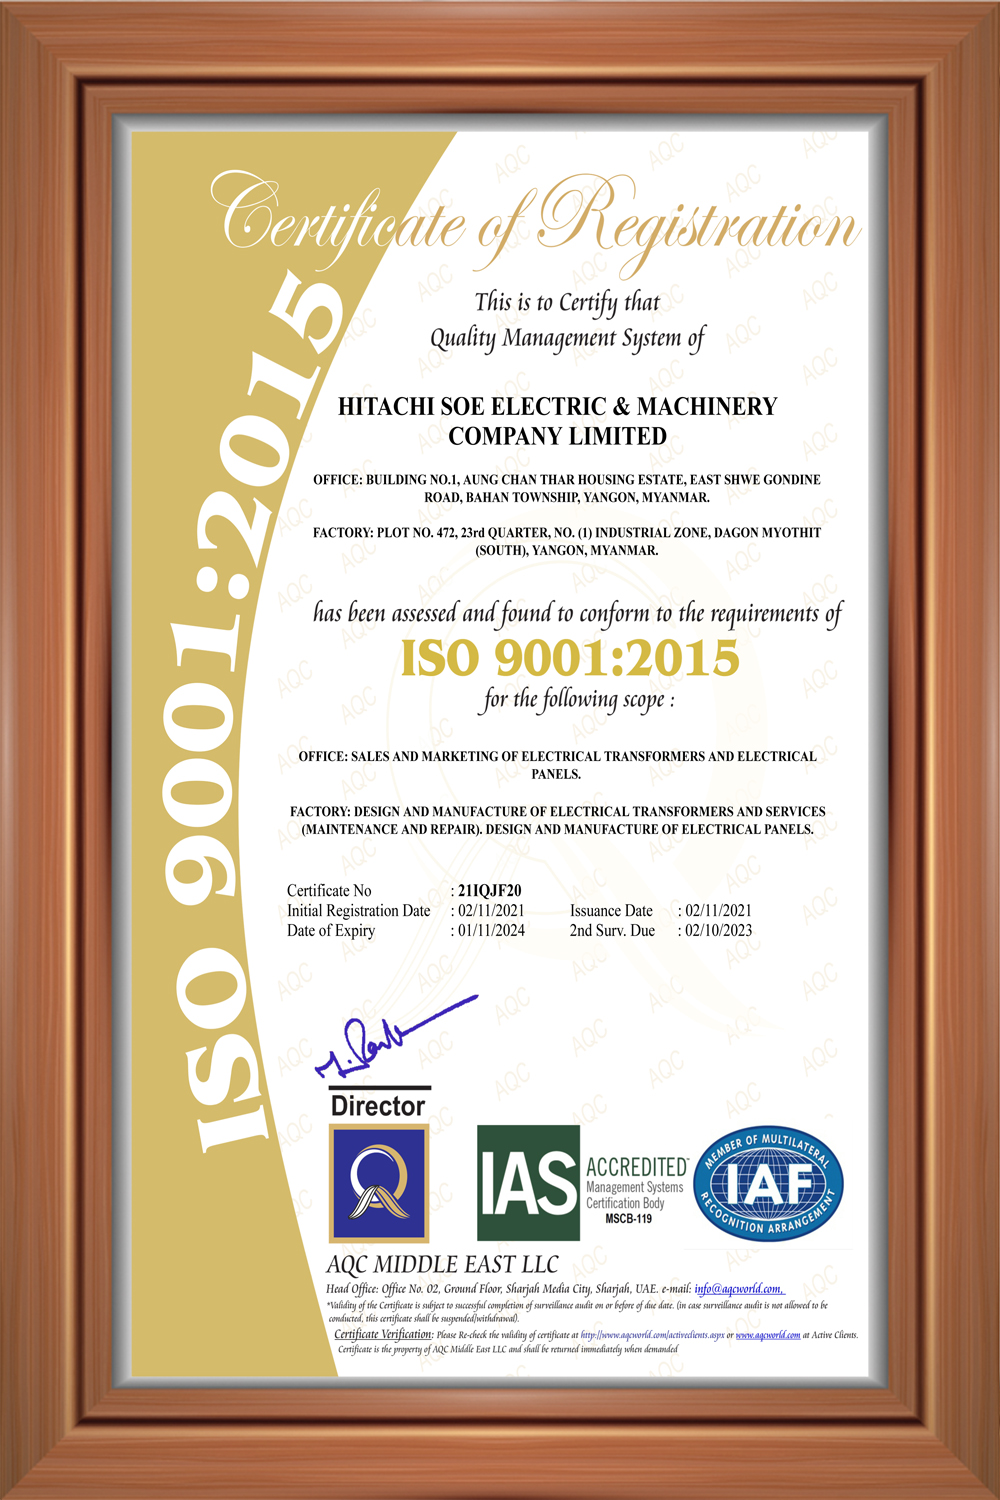 Certificate of Registration
This is to Certify that
Quality Management System of
HITACHI SOE ELECTRIC & MACHINERY
COMPANY LIMITED
OFFICE: BUILDING NO.1, AUNG CHAN THAR HOUSING ESTATE, EAST SHWE GONDINE
ROAD, BAHAN TOWNSHIP, YANGON, MYANMAR.
FACTORY: PLOT NO. 472, 23rd QUARTER, NO. (1) INDUSTRIAL ZONE, DAGON MYOTHIT
(SOUTH), YANGON, MYANMAR.
has been assessed and found to conform to the requirements of
ISO 9001:2015
for the following scope :
OFFICE: SALES AND MARKETING OF ELECTRICAL TRANSFORMERS AND ELECTRICAL
PANELS.
FACTORY: DESIGN AND MANUFACTURE OF ELECTRICAL TRANSFORMERS AND SERVICES
(MAINTENANCE AND REPAIR). DESIGN AND MANUFACTURE OF ELECTRICAL PANELS.
Certificate No : 21IQJF20
Initial Registration Date : 02/11/2021 Issuance Date : 02/11/2021
Date of Expiry : 01/11/2024 2nd Surv. Due : 02/10/2023
ISO 9001:2015
Director
IAS
ACCREDITED™
Management Systems
Certification Body
MSCB-119
MEMBER OF MULTILATERAL
IAF
RECOGNITION ARRANGEMENT
AQC MIDDLE EAST LLC
Head Office: Office No. 02, Ground Floor, Sharjah Media City, Sharjah, UAE. e-mail: info@aqcworld.com,
*Validity of the Certificate is subject to successful completion of surveillance audit on or before of due date. (in case surveillance audit is not allowed to be
conducted, this certificate shall be suspended/withdrawal).
Certificate Verification: Please Re-check the validity of certificate at http://www.aqcworld.com/activeclients.aspx or www.aqcworld.com at Active Clients.
Certificate is the property of AQC Middle East LLC and shall be returned immediately when demanded